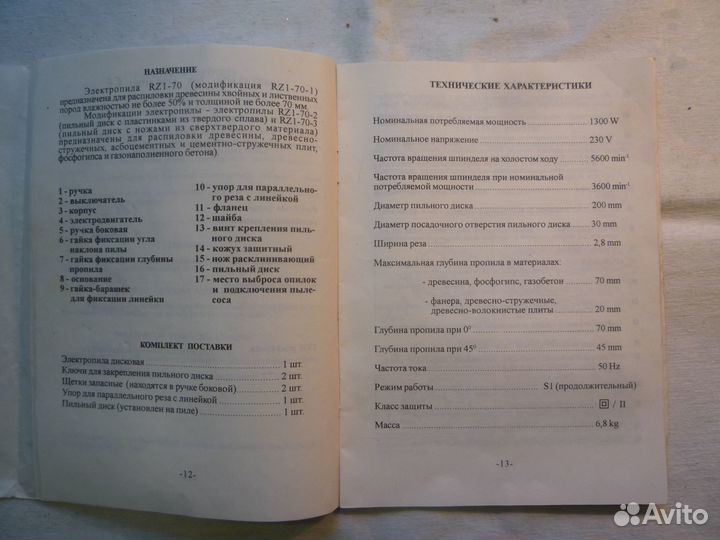 НАЗНАЧЕНИЕ
Электропила RZ1-70 (модификация RZ1-70-1)
предназначена для распиловки древесины хвойных и лиственных
пород влажностью не более 50% и толщиной не более 70 мм.
Модификации электропилы - электропилы RZ1-70-2
(пильный диск с пластинками из твердого сплава) и RZ1-70-3
(пильный диск с ножами из сверхтвердого материала)
предназначены для распиловки древесины, древесно-
стружечных, асбоцементных и цементно-стружечных плит,
фосфогипса и газонаполненного бетона).
1 - ручка
2 - выключатель
3 - корпус
4 - электродвигатель
5 - ручка боковая
6 - гайка фиксации угла
наклона пилы
7 - гайка фиксации глубины
пропила
8 - основание
9 - гайка-барашек
для фиксации линейки
10 - упор для параллельно-
го реза с линейкой
11 - фланец
12 - шайба
13 - винт крепления пиль-
ного диска
14 - кожух защитный
15 - нож расклинивающий
16 - пильный диск
17 - место выброса опилок
и подключения пыле-
соса
КОМПЛЕКТ ПОСТАВКИ
Электропила дисковая 1 шт.
Ключи для закрепления пильного диска 2 шт.
Щетки запасные (находятся в ручке боковой) 2 шт.
Упор для параллельного реза с линейкой 1 шт.
Пильный диск (установлен на пиле) 1 шт.
-12-
ТЕХНИЧЕСКИЕ ХАРАКТЕРИСТИКИ
Номинальная потребляемая мощность 1300 W
Номинальное напряжение 230 V
Частота вращения шпинделя на холостом ходу 5600 min⁻¹
Частота вращения шпинделя при номинальной
потребляемой мощности 3600 min⁻¹
Диаметр пильного диска 200 mm
Диаметр посадочного отверстия пильного диска 30 mm
Ширина реза 2,8 mm
Максимальная глубина пропила в материалах:
- древесина, фосфогипс, газобетон 70 mm
- фанера, древесно-стружечные,
древесно-волокнистые плиты 20 mm
Глубина пропила при 0⁰ 70 mm
Глубина пропила при 45⁰ 45 mm
Частота тока 50 Hz
Режим работы S1 (продолжительный)
Класс защиты / II
Масса 6,8 kg
-13-
Avito